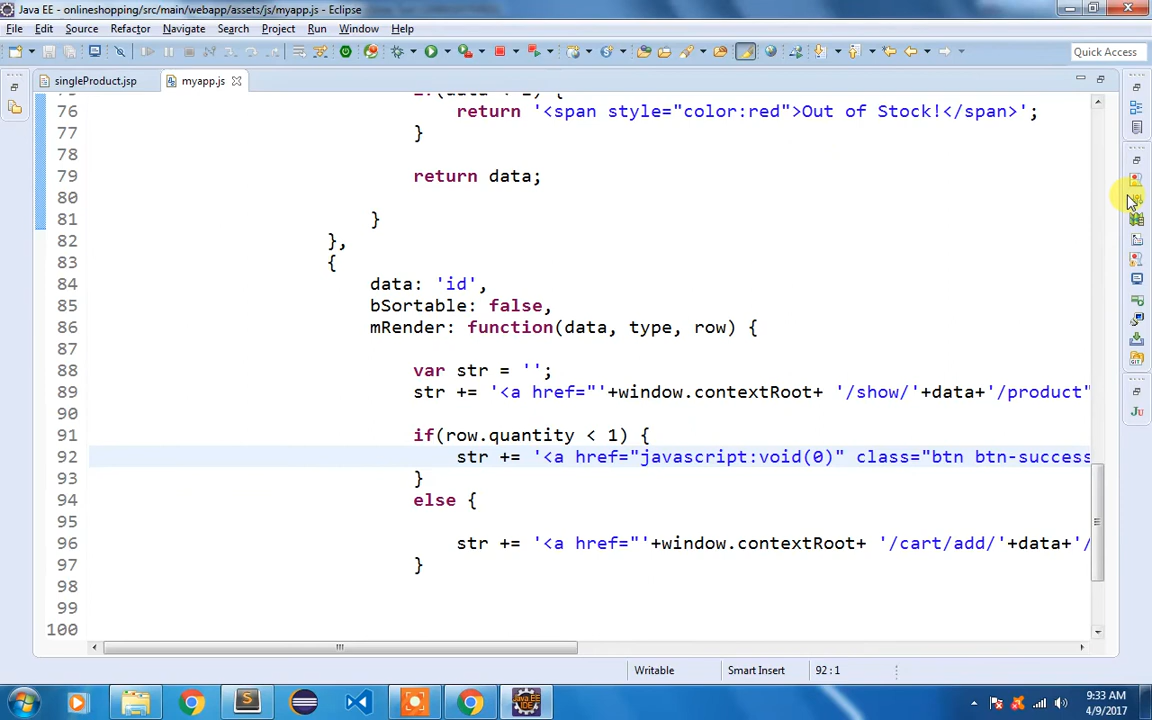 Java EE - onlineshopping/src/main/webapp/assets/js/myapp.js - Eclipse
File Edit Source Refactor Navigate Search Project Run Window Help
Quick Access
singleProduct.jsp myapp.js
76 return '<span style="color:red">Out of Stock!</span>';
77 }
78
79 return data;
80
81 }
82 },
83 {
84 data: 'id',
85 bSortable: false,
86 mRender: function(data, type, row) {
87
88 var str = '';
89 str += '<a href="'+window.contextRoot+ '/show/'+data+'/product"
90
91 if(row.quantity < 1) {
92 str += '<a href="javascript:void(0)" class="btn btn-success
93 }
94 else {
95
96 str += '<a href="'+window.contextRoot+ '/cart/add/'+data+'/
97 }
98
99
100
Writable Smart Insert 92 : 1
9:33 AM
4/9/2017